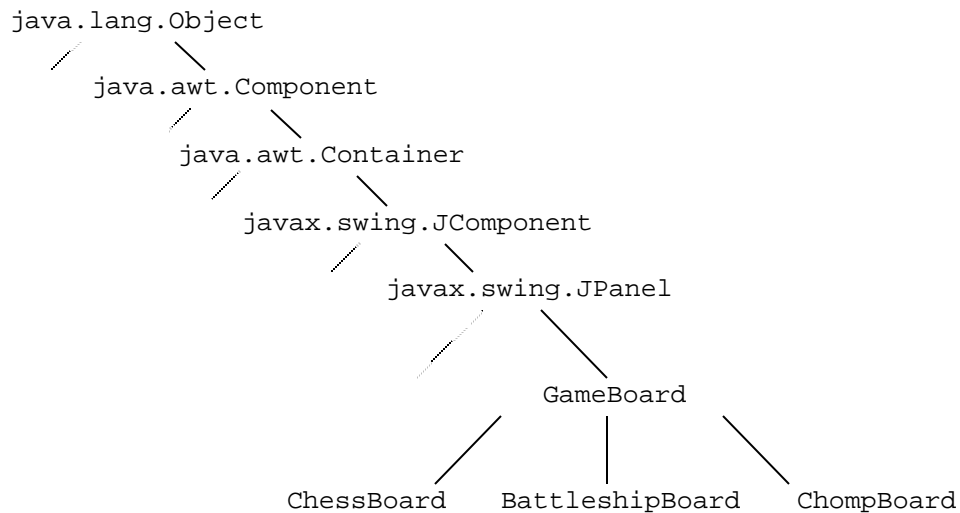 java.lang.Object
java.awt.Component
java.awt.Container
javax.swing.JComponent
javax.swing.JPanel
GameBoard
ChessBoard BattleshipBoard ChompBoard